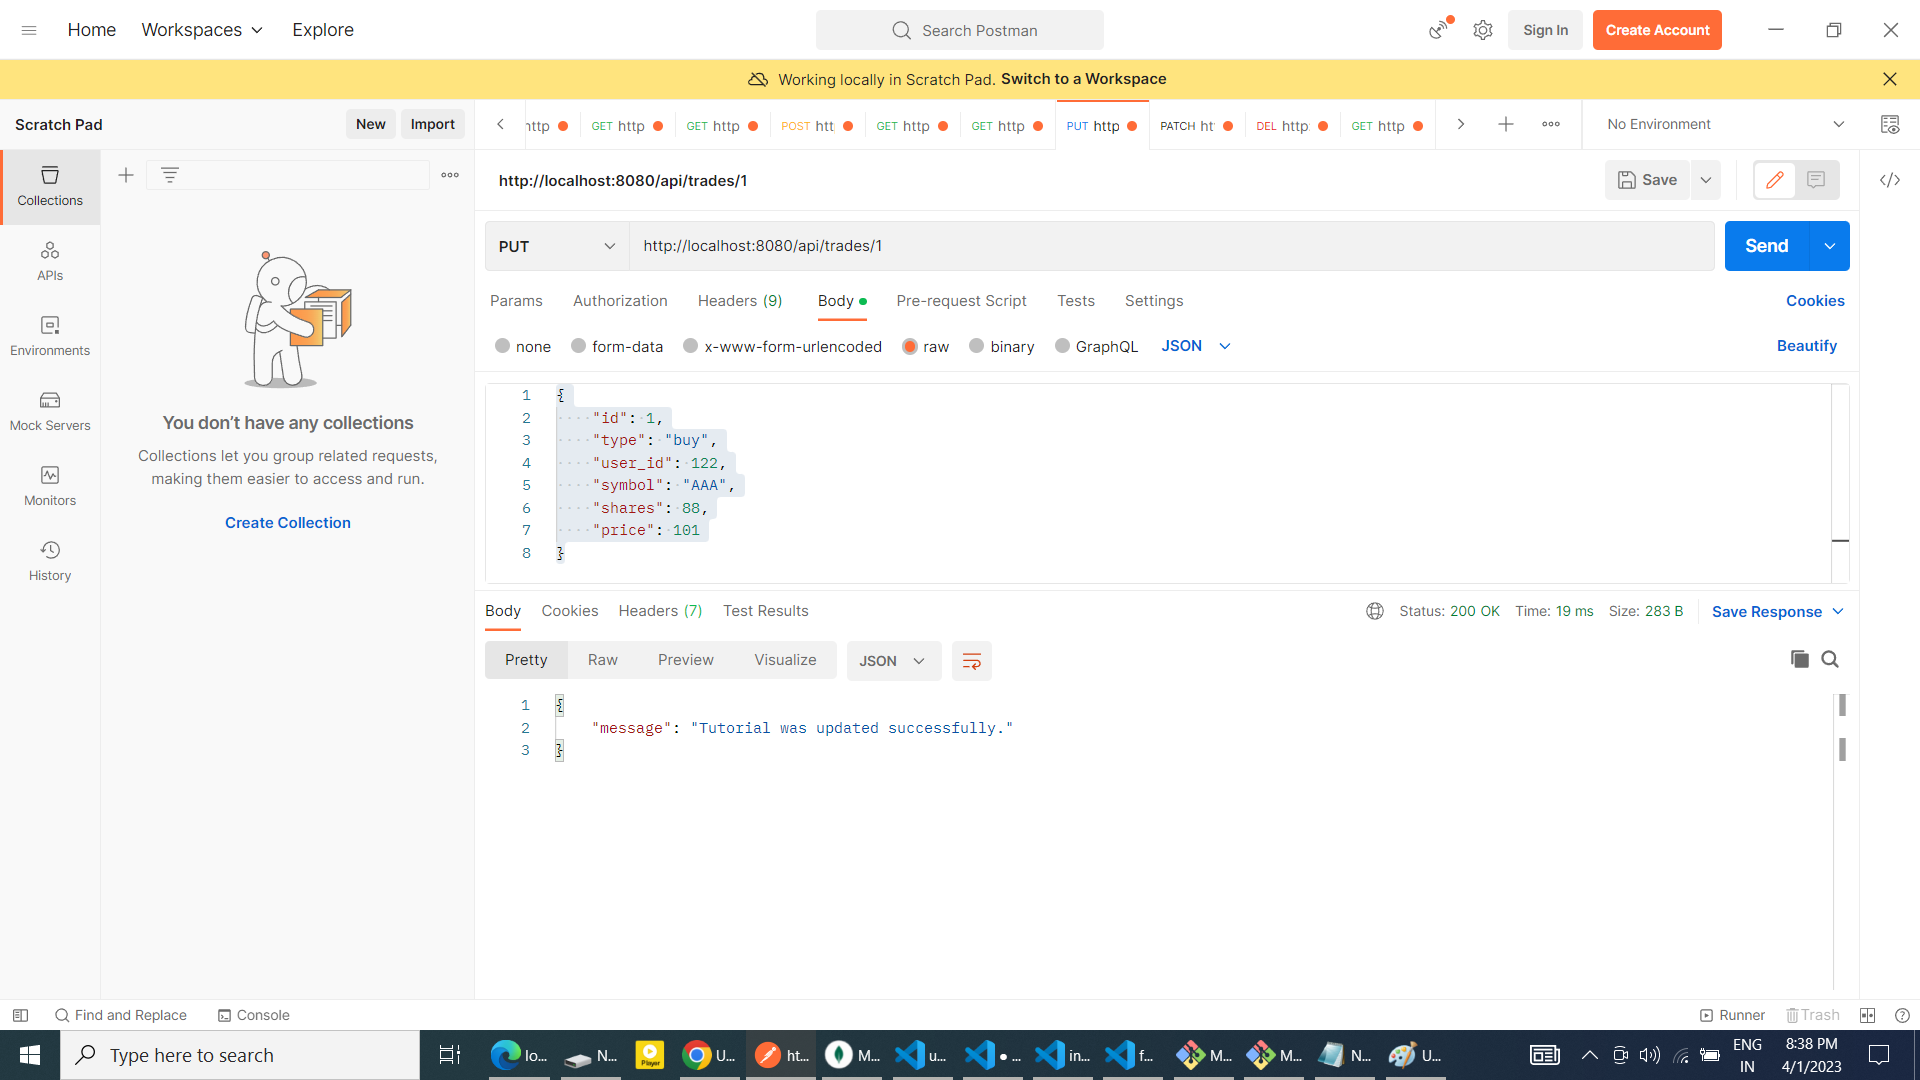 Home Workspaces Explore Search Postman Sign In Create Account
Working locally in Scratch Pad. Switch to a Workspace
Scratch Pad New Import
http GET http GET http POST htt GET http GET http PUT http PATCH ht DEL http GET http No Environment
http://localhost:8080/api/trades/1 Save
Collections
APIs
Environments
Mock Servers
Monitors
History
You don't have any collections
Collections let you group related requests,
making them easier to access and run.
Create Collection
PUT http://localhost:8080/api/trades/1 Send
Params Authorization Headers (9) Body Pre-request Script Tests Settings Cookies
none form-data x-www-form-urlencoded raw binary GraphQL JSON Beautify
1 {
2 "id": 1,
3 "type": "buy",
4 "user_id": 122,
5 "symbol": "AAA",
6 "shares": 88,
7 "price": 101
8 }
Body Cookies Headers (7) Test Results Status: 200 OK Time: 19 ms Size: 283 B Save Response
Pretty Raw Preview Visualize JSON
1 {
2 "message": "Tutorial was updated successfully."
3 }
Find and Replace Console Runner Trash
Type here to search lo... N... Player U... ht... M... u... ● ... in... f... M... M... N... U... ENG 8:38 PM
IN 4/1/2023